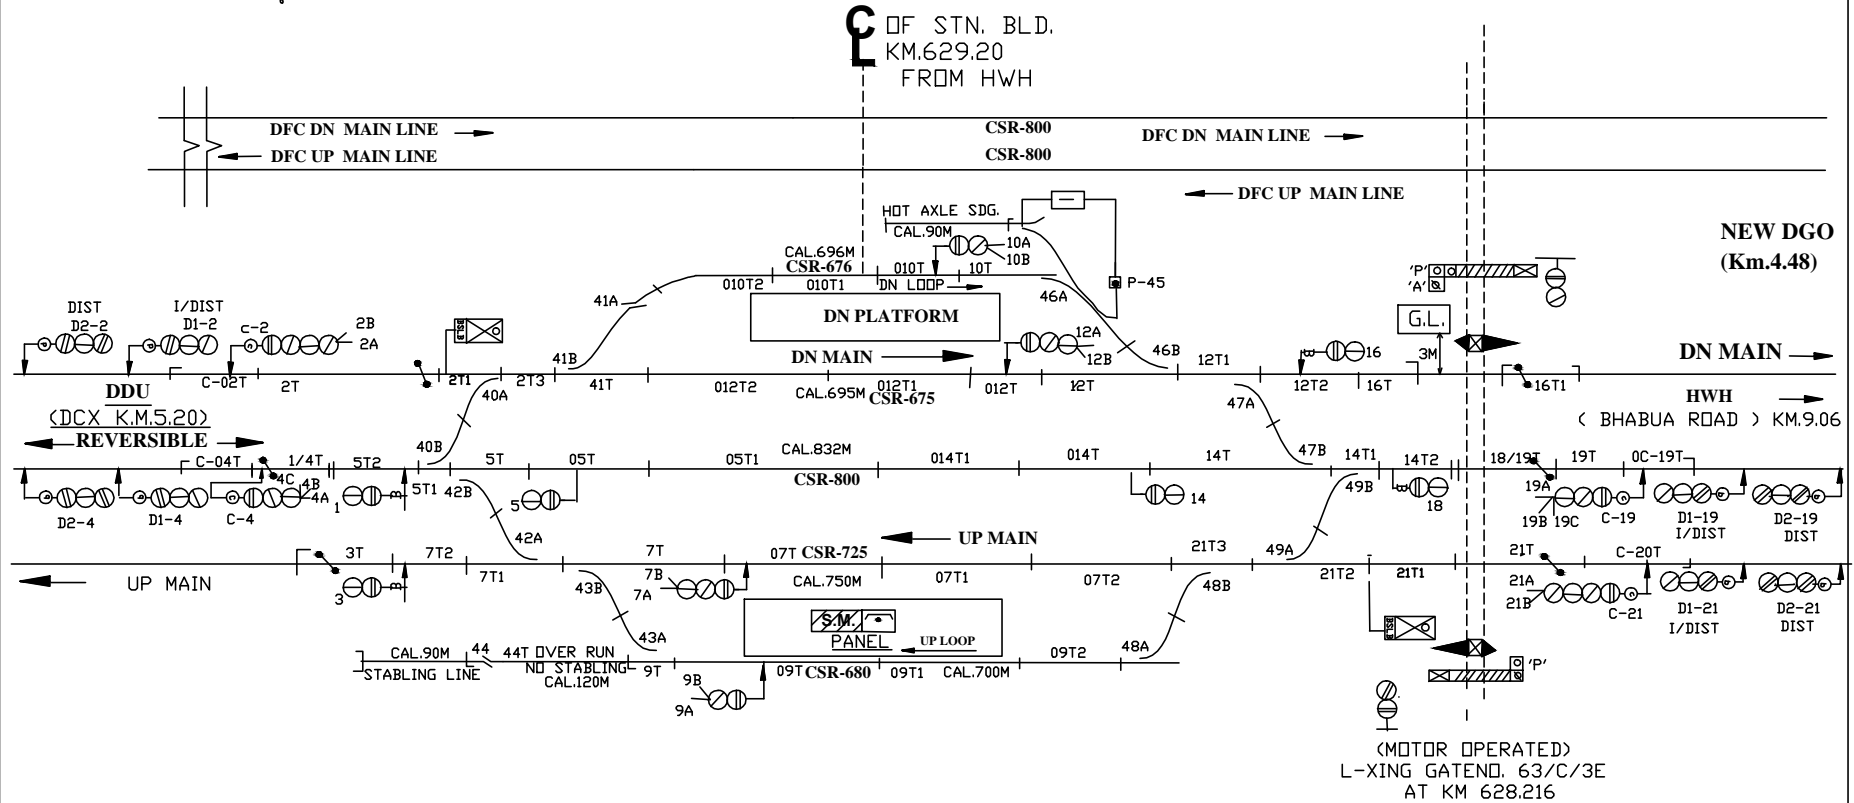 C
L
OF STN. BLD.
KM.629.20
FROM HWH
DFC DN MAIN LINE
CSR-800
DFC DN MAIN LINE
DFC UP MAIN LINE
CSR-800
DFC UP MAIN LINE
HOT AXLE SDG.
CAL.90M
NEW DGO
(Km.4.48)
CAL.696M
CSR-676
010T
10T
10A
10B
010T2
010T1
DN LOOP
P-45
'P'
'A'
41A
46A
DN PLATFORM
G.L.
3M
DIST
D2-2
I/DIST
D1-2
c-2
2B
2A
BSLB
12A
12B
16
B
41B
DN MAIN
46B
12T1
DN MAIN
C-02T
2T
2T1
2T3
41T
012T2
012T1
012T
12T
12T2
16T
16T1
CAL.695M
CSR-675
DDU
(DCX K.M.5.20)
REVERSIBLE
40A
47A
HWH
( BHABUA ROAD ) KM.9.06
40B
CAL.832M
47B
C-04T
1/4T
5T2
5T
05T
05T1
014T1
014T
14T
14T1
14T2
18/19T
19T
0C-19T
CSR-800
4C
4B
4A
1
B
5T1
42B
5
14
49B
B
18
19A
D2-4
D1-4
C-4
19B
19C
C-19
D1-19
I/DIST
D2-19
DIST
42A
UP MAIN
3T
7T2
7T
07T
CSR-725
21T3
49A
21T
C-20T
UP MAIN
7T1
CAL.750M
07T1
07T2
21T2
21T1
3
B
43B
7B
7A
48B
21A
21B
C-21
D1-21
I/DIST
D2-21
DIST
S.M.
PANEL
UP LOOP
BSLB
43A
48A
CAL.90M
44
44T OVER RUN
NO STABLING
CAL.120M
STABLING LINE
9T
09T
CSR-680
09T1
CAL.700M
09T2
'P'
9B
9A
(MOTOR OPERATED)
L-XING GATENO. 63/C/3E
AT KM 628.216